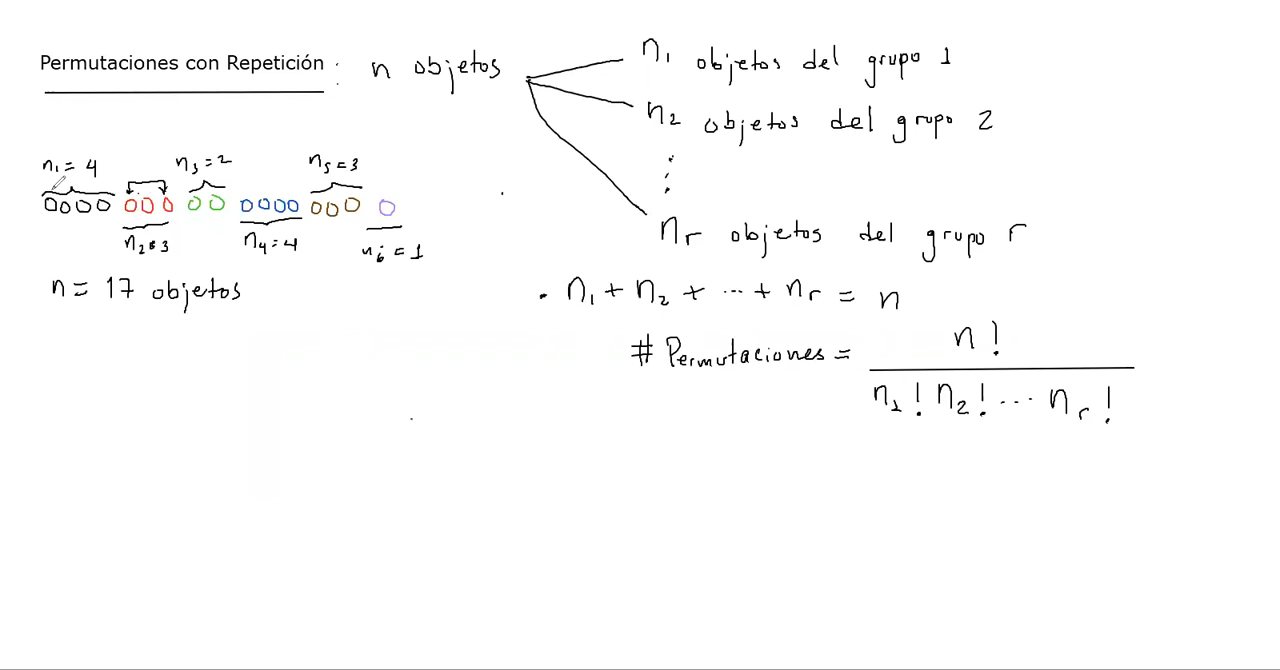 Permutaciones con Repetición : n objetos
n₁ objetos del grupo 1
n₂ objetos del grupo 2
⋮
nᵣ objetos del grupo r
n₁ = 4 n₃ = 2 n₅ = 3
n₂ = 3 n₄ = 4 n₆ = 1
n = 17 objetos
• n₁ + n₂ + ... + nᵣ = n
# Permutaciones = n!
n₁! n₂! ... nᵣ!